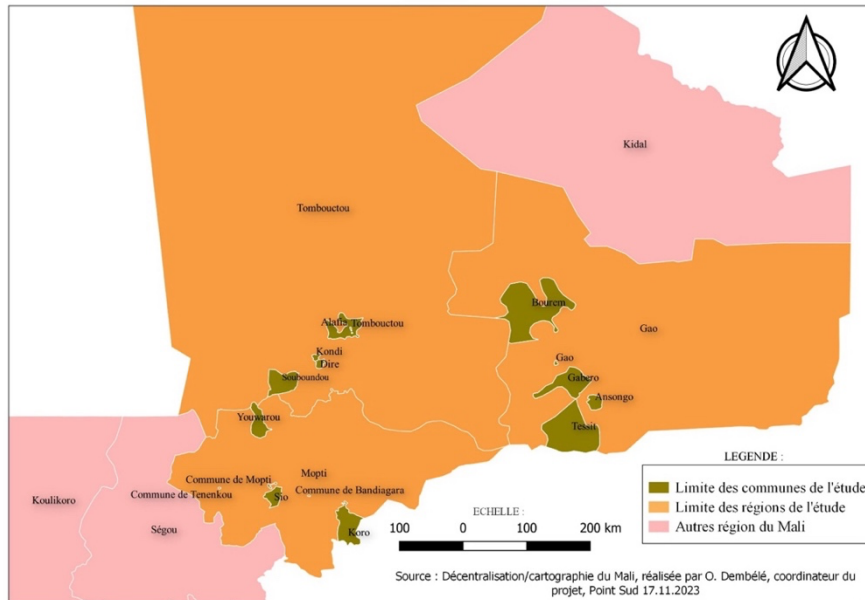 Kidal
Tombouctou
Bourem
Alafia Tombouctou
Gao
Kondi
Dire
Gao
Souboundou
Gabero
Ansongo
Youwarou
Tessit
LEGENDE :
Commune de Mopti
Mopti
Limite des communes de l'étude
Koulikoro
Commune de Tenenkou
Sio
Commune de Bandiagara
Limite des régions de l'étude
Ségou
Koro
ECHELLE :
Autres région du Mali
100 0 100 200 km
Source : Décentralisation/cartographie du Mali, réalisée par O. Dembélé, coordinateur du
projet, Point Sud 17.11.2023